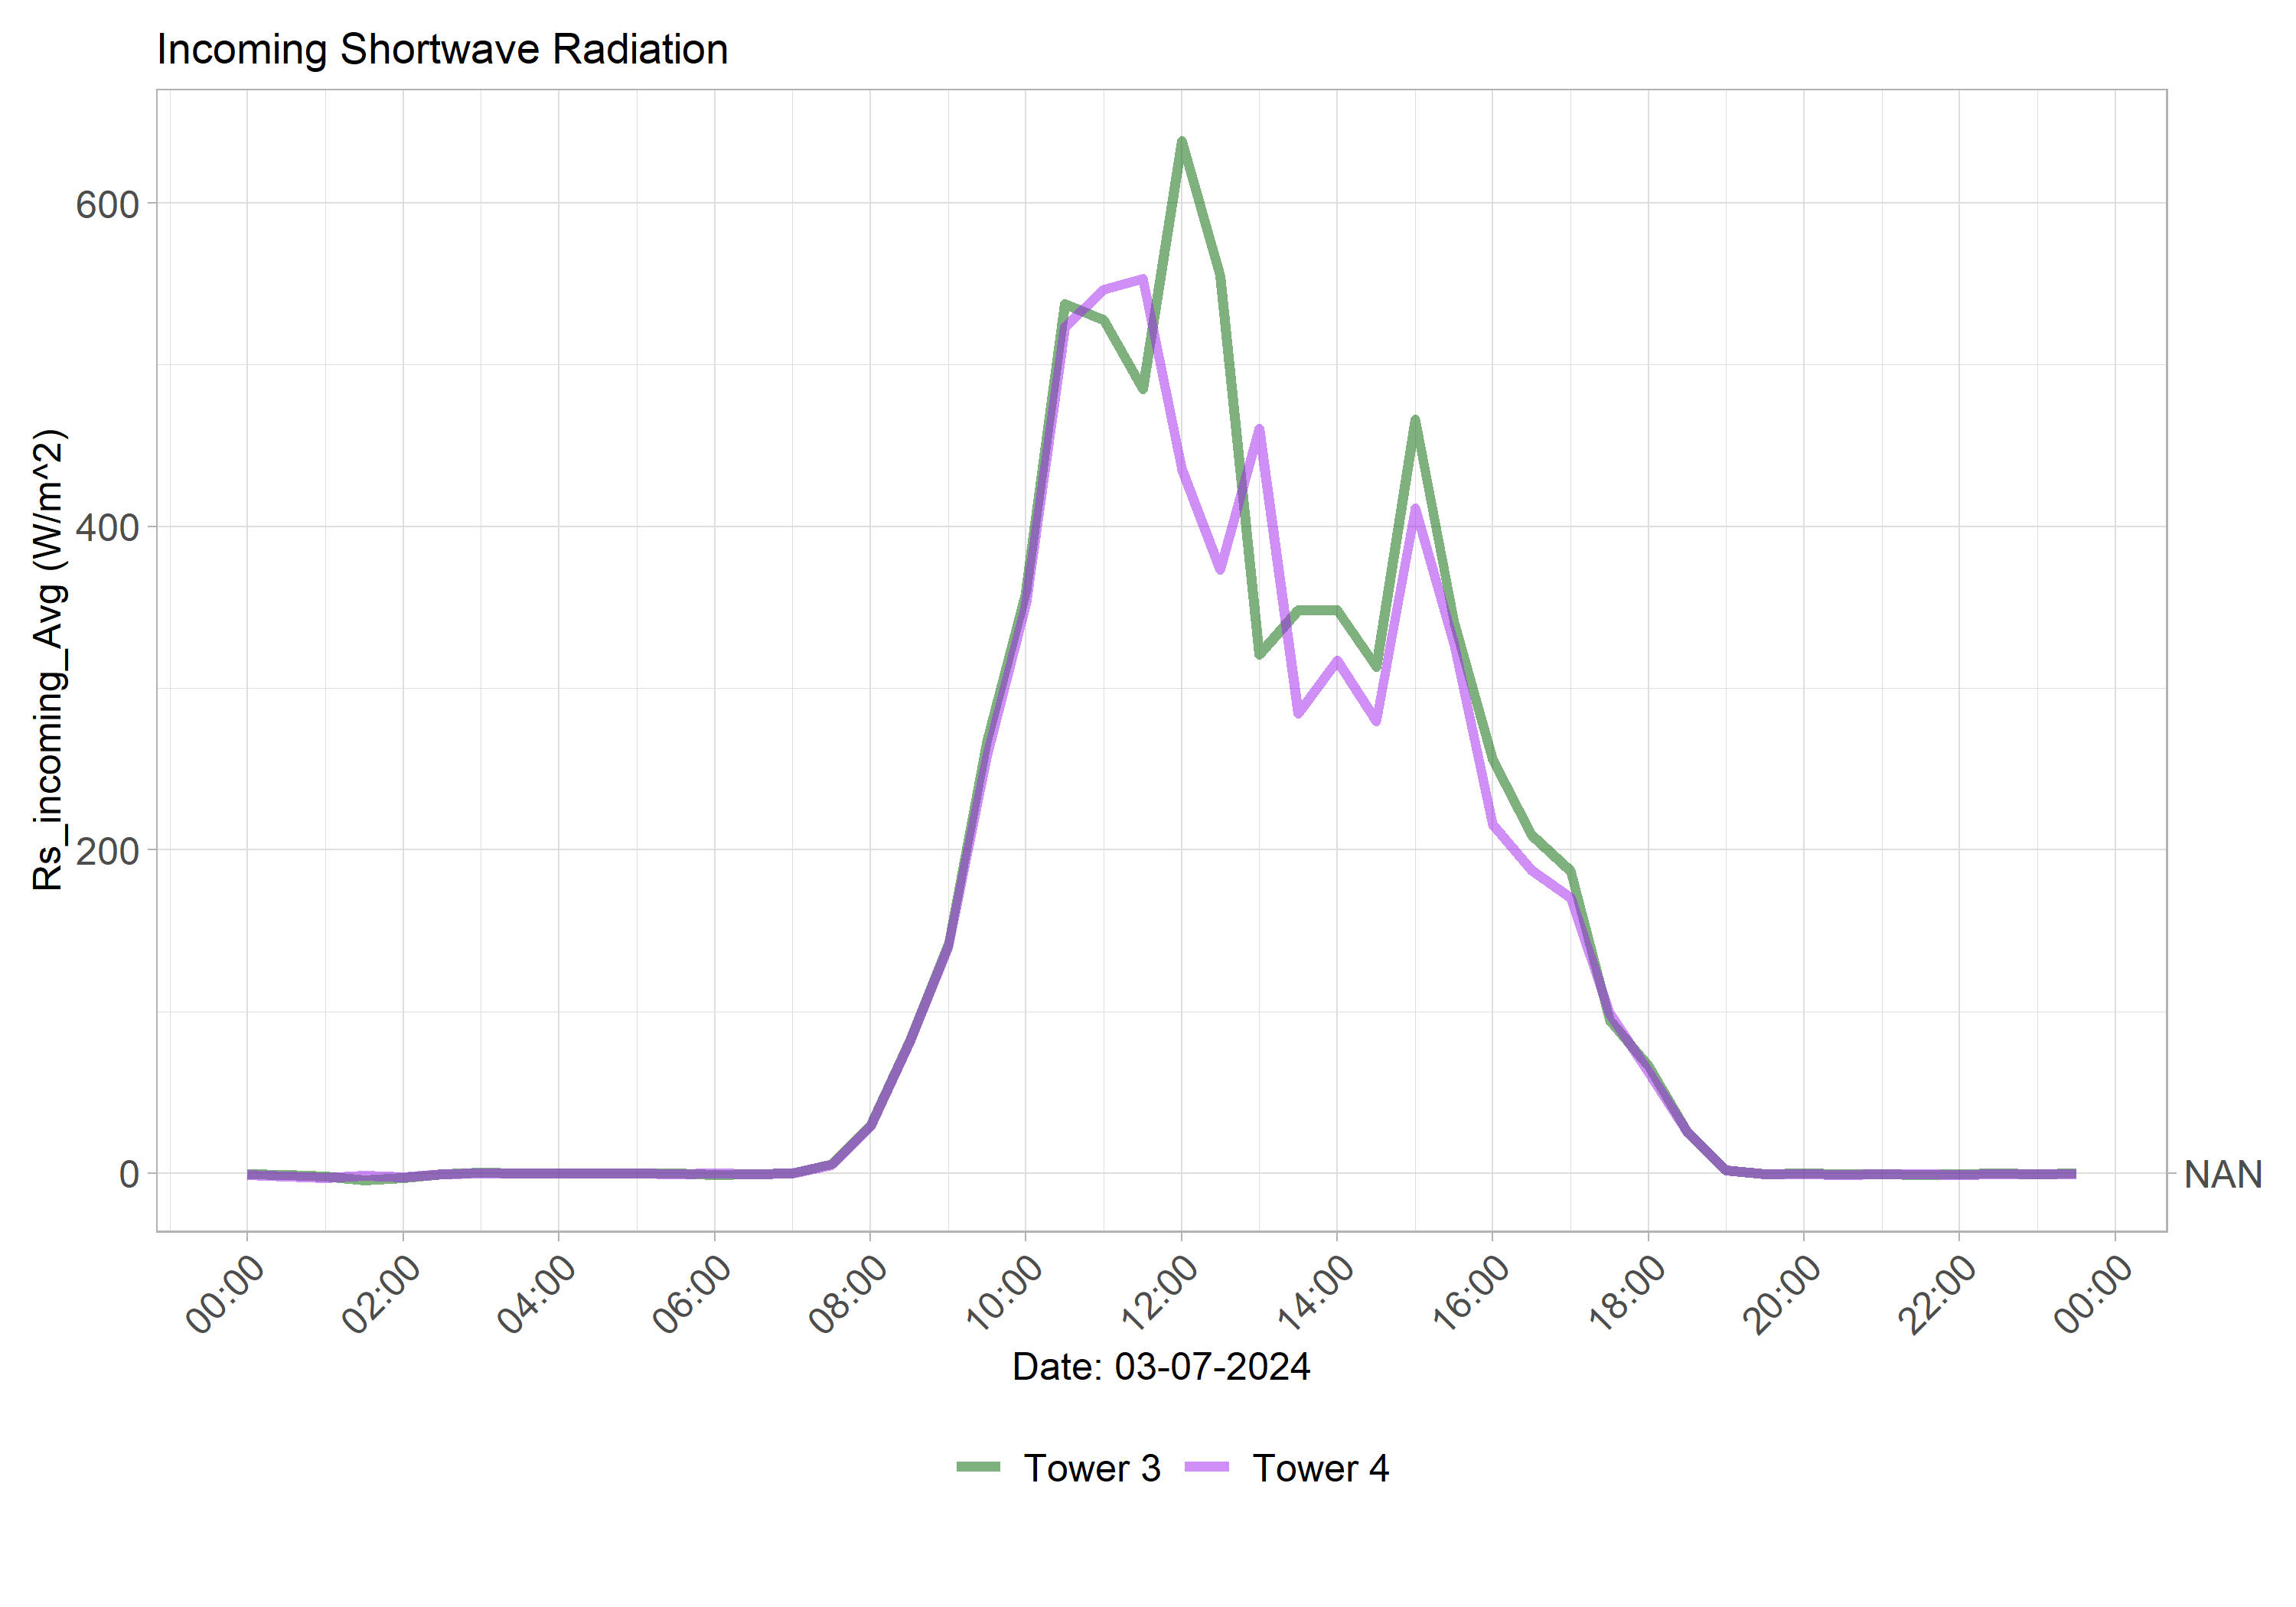 Incoming Shortwave Radiation
Rs_incoming_Avg (W/m^2)
600
400
200
0
NAN
00:00 02:00 04:00 06:00 08:00 10:00 12:00 14:00 16:00 18:00 20:00 22:00 00:00
Date: 03-07-2024
Tower 3 Tower 4